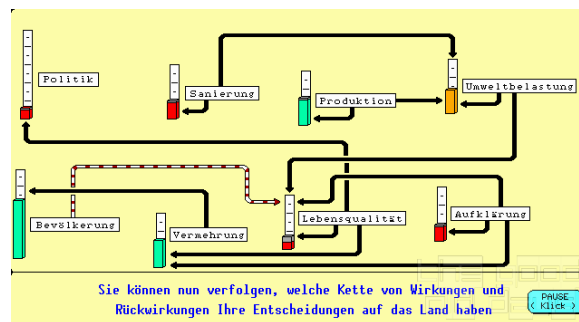 Politik
Sanierung
Produktion
Umweltbelastung
Bevölkerung
Vermehrung
Lebensqualität
Aufklärung
Sie können nun verfolgen, welche Kette von Wirkungen und
Rückwirkungen Ihre Entscheidungen auf das Land haben
PAUSE
< Klick >